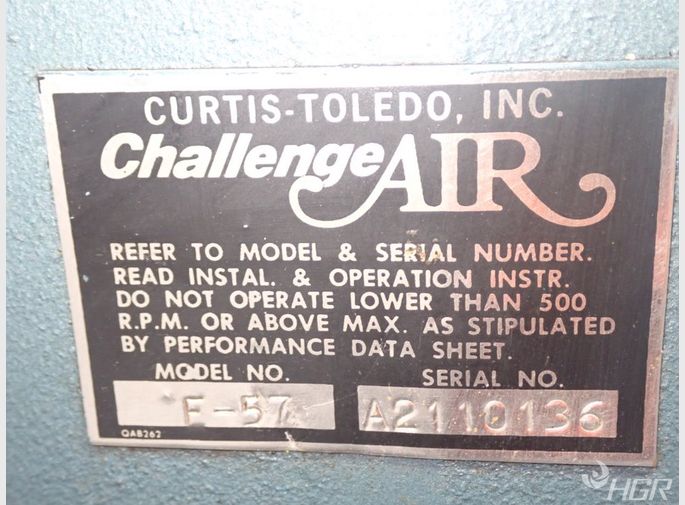 CURTIS-TOLEDO, INC.
Challenge AIR
REFER TO MODEL & SERIAL NUMBER.
READ INSTAL. & OPERATION INSTR.
DO NOT OPERATE LOWER THAN 500
R.P.M. OR ABOVE MAX. AS STIPULATED
BY PERFORMANCE DATA SHEET.
MODEL NO. SERIAL NO.
E-57 A2110136
QAB262
HGR